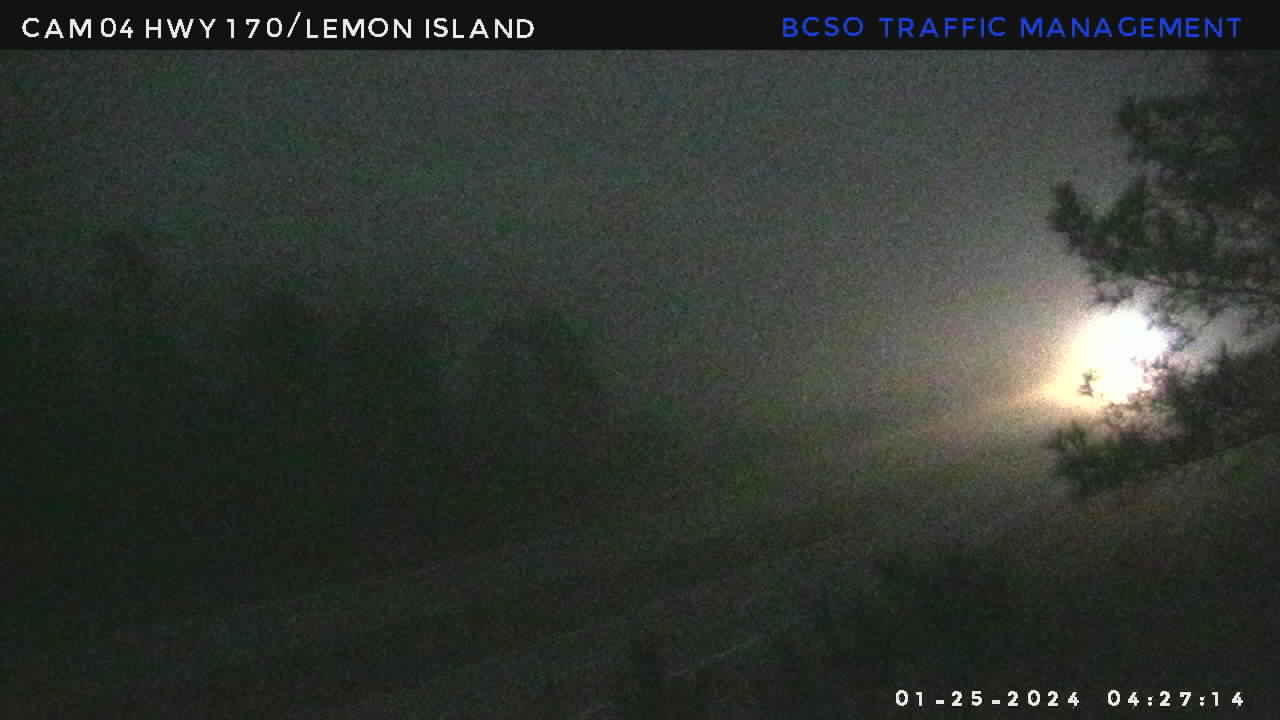 CAM04 HWY 170/LEMON ISLAND BCSO TRAFFIC MANAGEMENT
01-25-2024 04:27:14